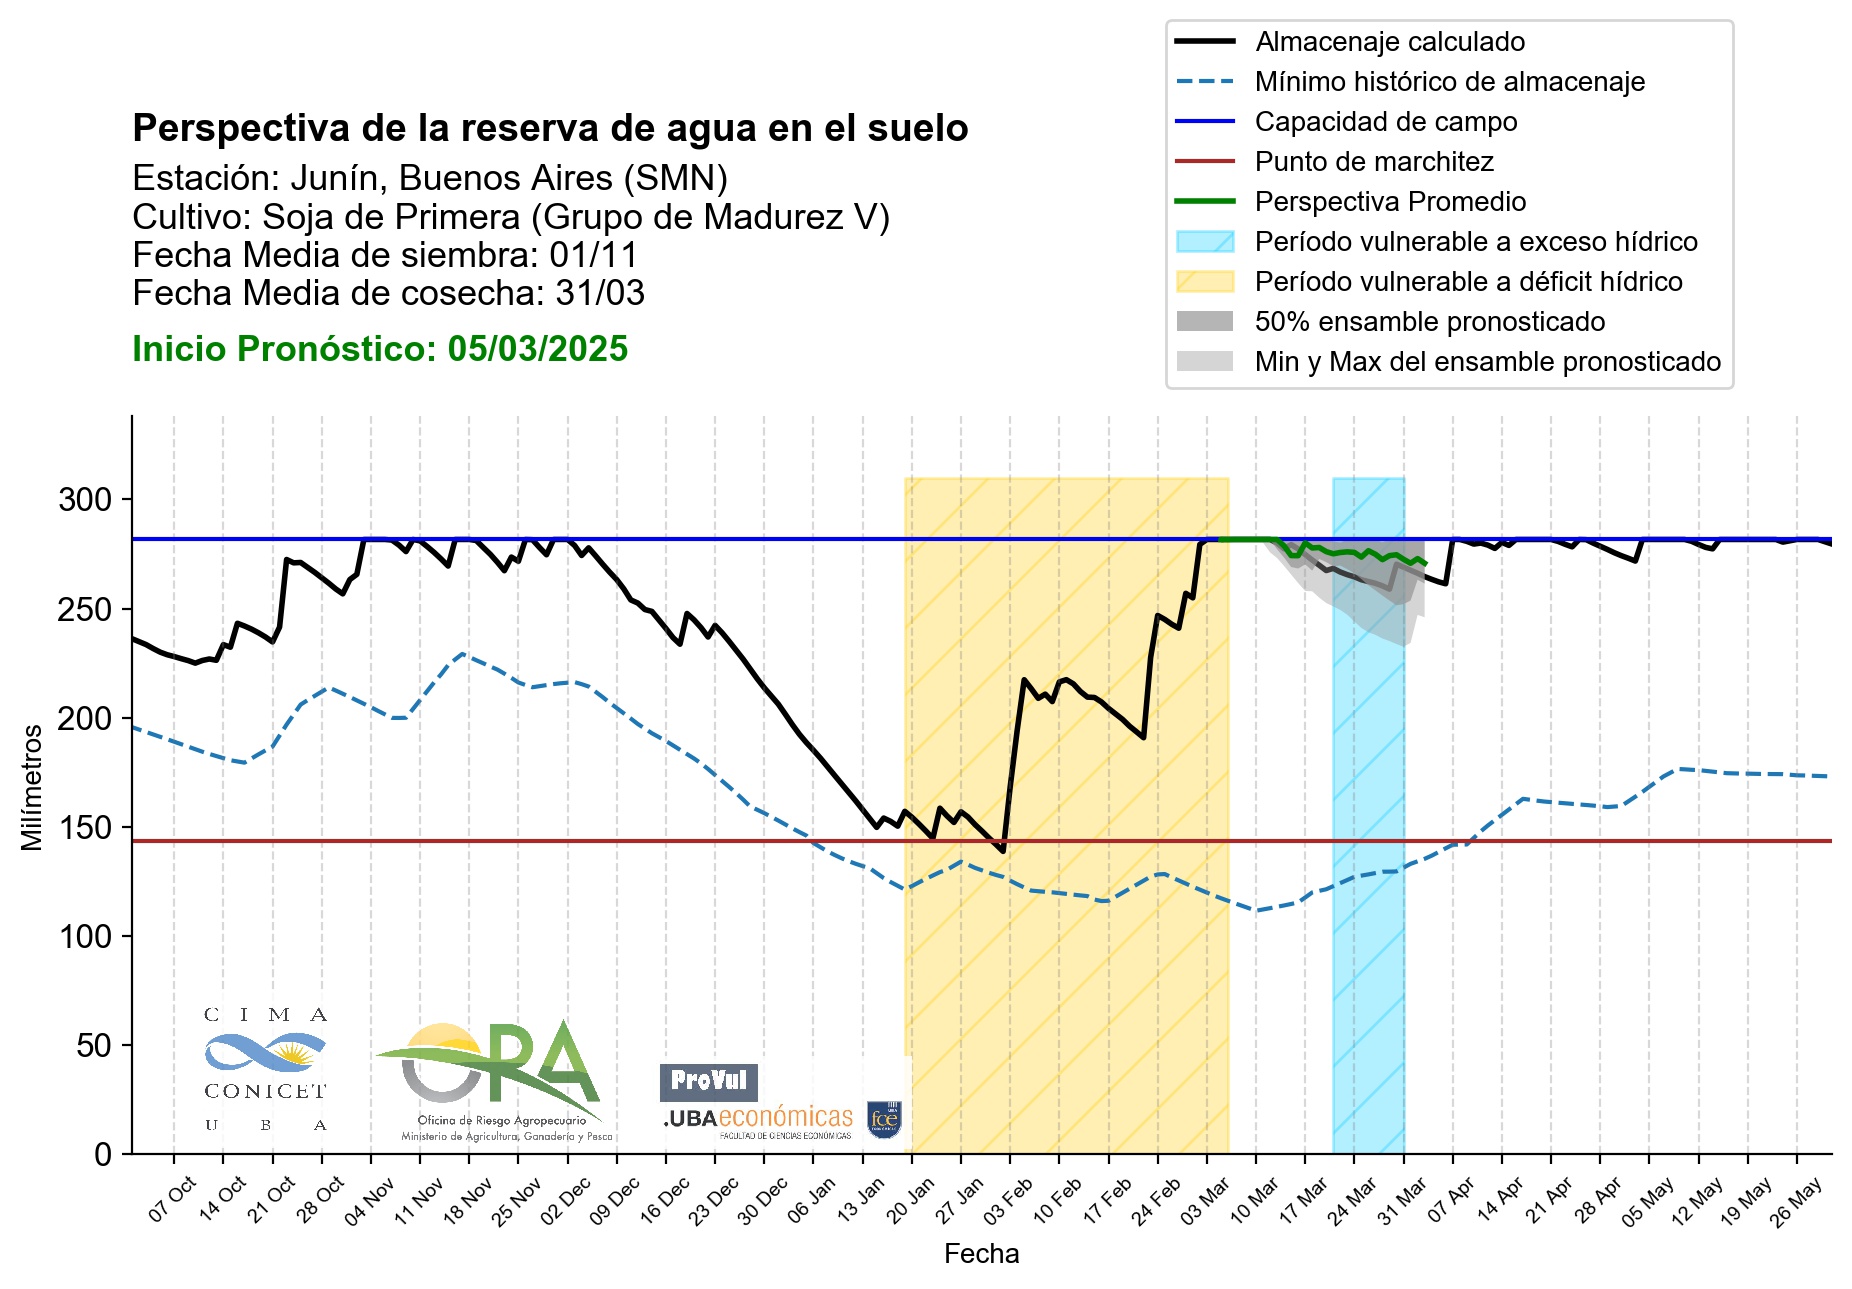 Almacenaje calculado
Mínimo histórico de almacenaje
Capacidad de campo
Punto de marchitez
Perspectiva Promedio
Período vulnerable a exceso hídrico
Período vulnerable a déficit hídrico
50% ensamble pronosticado
Min y Max del ensamble pronosticado
Perspectiva de la reserva de agua en el suelo
Estación: Junín, Buenos Aires (SMN)
Cultivo: Soja de Primera (Grupo de Madurez V)
Fecha Media de siembra: 01/11
Fecha Media de cosecha: 31/03
Inicio Pronóstico: 05/03/2025
Milímetros
300
250
200
150
100
50
0
CIMA
CONICET
UBA
ORA
Oficina de Riesgo Agropecuario
Ministerio de Agricultura, Ganadería y Pesca
ProVul
.UBAeconómicas
FACULTAD DE CIENCIAS ECONÓMICAS
UBA
fce
ECONÓMICAS
07 Oct
14 Oct
21 Oct
28 Oct
04 Nov
11 Nov
18 Nov
25 Nov
02 Dec
09 Dec
16 Dec
23 Dec
30 Dec
06 Jan
13 Jan
20 Jan
27 Jan
03 Feb
10 Feb
17 Feb
24 Feb
03 Mar
10 Mar
17 Mar
24 Mar
31 Mar
07 Apr
14 Apr
21 Apr
28 Apr
05 May
12 May
19 May
26 May
Fecha